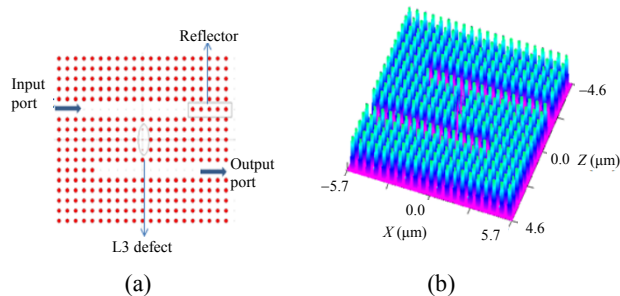 Reflector
Input
port
Output
port
L3 defect
(a)
−4.6
0.0
Z (μm)
4.6
−5.7
0.0
X (μm)
5.7
(b)